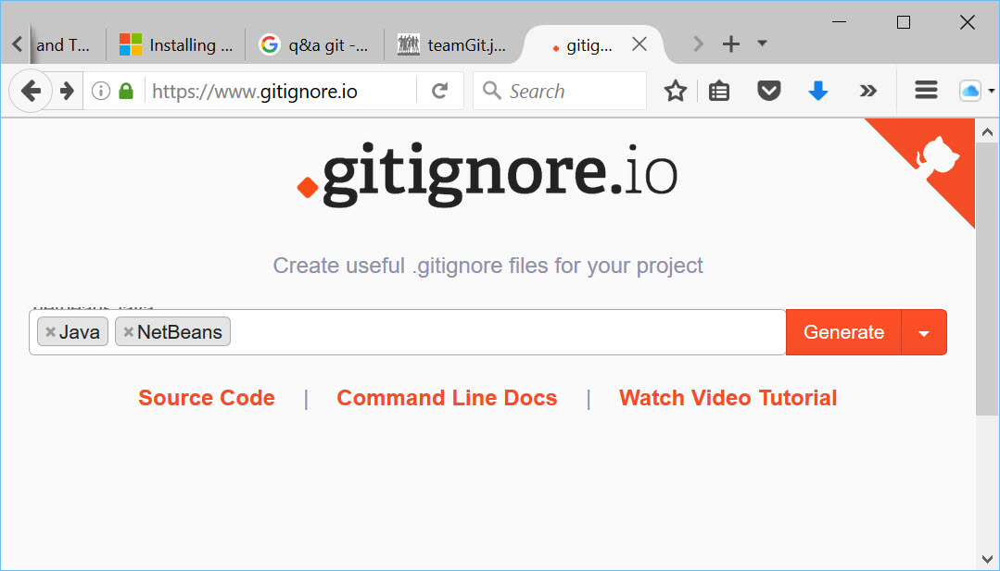 and T...
Installing ...
q&a git -...
teamGit.j...
gitig...
https://www.gitignore.io
Search
.gitignore.io
Create useful .gitignore files for your project
×Java ×NetBeans
Generate
Source Code | Command Line Docs | Watch Video Tutorial